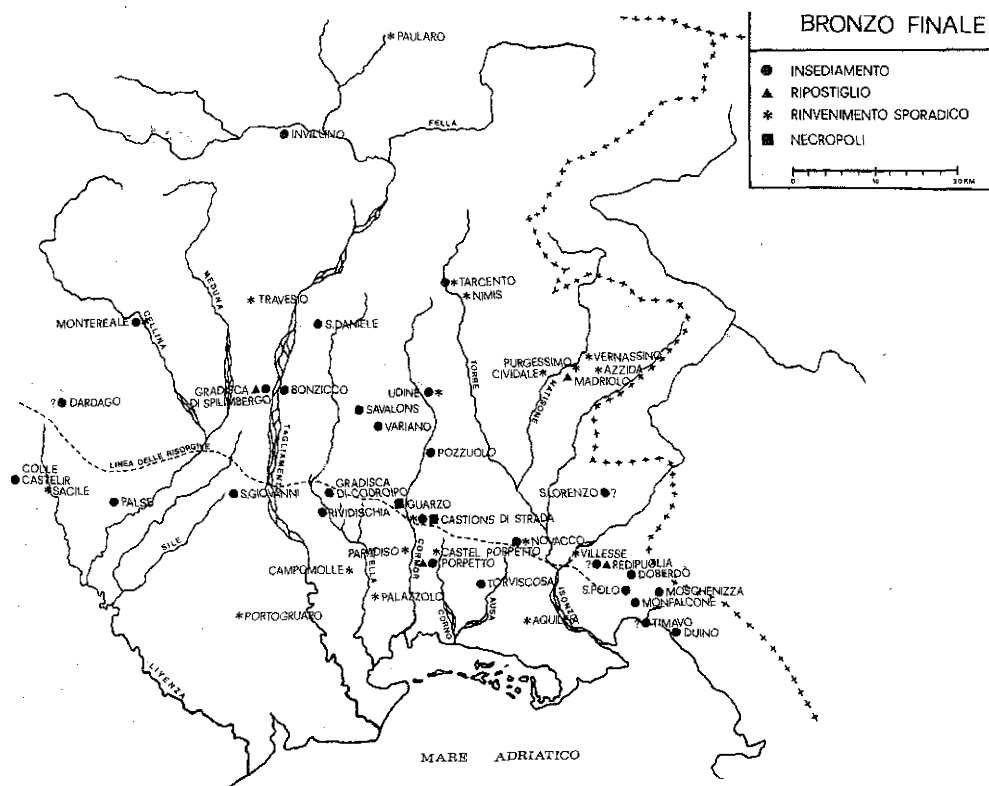 BRONZO FINALE
INSEDIAMENTO
RIPOSTIGLIO
* RINVENIMENTO SPORADICO
NECROPOLI
0 10 20 KM
* PAULARO
INVILLINO
FELLA
MEDUNA
CELLINA
* TRAVESIO
TARCENTO
* NIMIS
MONTEREALE
S.DANIELE
PURGESSIMO
* VERNASSINO
* AZZIDA
CIVIDALE *
MADRIOLO
TORRE
NATISONE
GRADISCA
DI SPILIMBERGO
BONZICCO
UDINE
? DARDAGO
SAVALONS
VARIANO
TAGLIAMENTO
LINEA DELLE RISORGIVE
POZZUOLO
COLLE
CASTELIR
* SACILE
PALSE
S.GIOVANNI
GRADISCA
DI CODROIPO
RIVIDISCHIA
GUARZO
CASTIONS DI STRADA
S.LORENZO ?
SILE
NOVACCO
PARADISO *
CORMOR
* CASTEL PORPETTO
PORPETTO
* VILLESSE
? REDIPUGLIA
DOBERDÒ
CAMPOMOLLE *
STELLA
TORVISCOSA
S.POLO
MOSCHENIZZA
MONFALCONE
* PALAZZOLO
CORNO
AUSA
ISONZO
* PORTOGRUARO
* AQUILEIA
? TIMAVO
DUINO
LIVENZA
MARE ADRIATICO